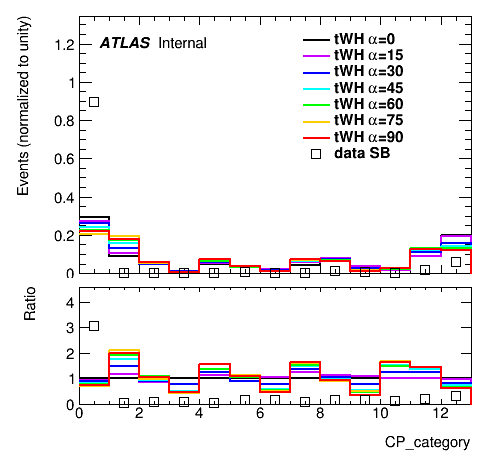 ATLAS Internal
tWH α=0
tWH α=15
tWH α=30
tWH α=45
tWH α=60
tWH α=75
tWH α=90
data SB
Events (normalized to unity)
1.2
1
0.8
0.6
0.4
0.2
0
Ratio
4
3
2
1
0
0 2 4 6 8 10 12
CP_category